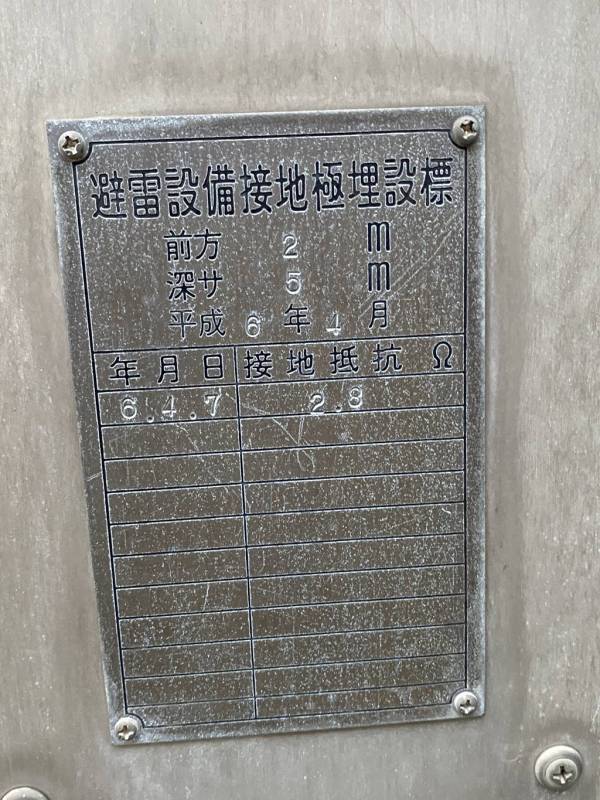 避雷設備接地極埋設標
前方 2 m
深サ 5 m
平成 6 年 4 月
年月日 接地抵抗 Ω
6.4.7 2.8